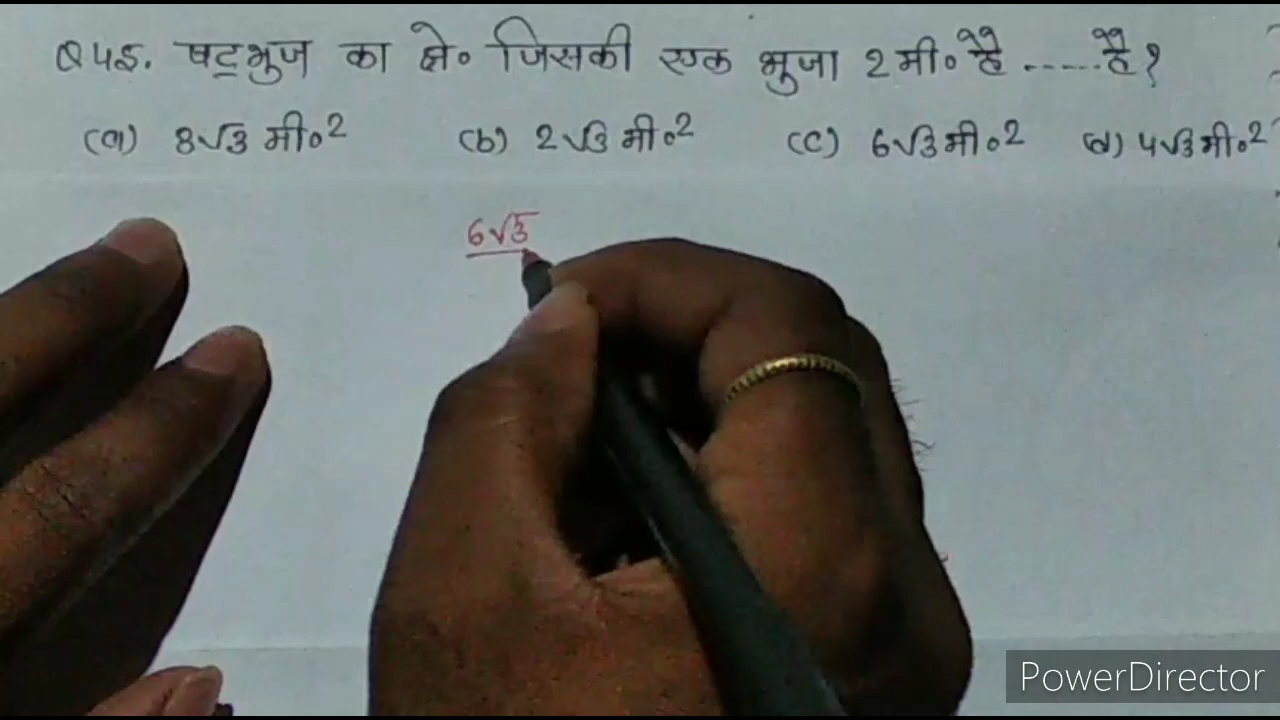 Q45. षट्भुज का क्षे० जिसकी एक भुजा 2 मी० है ......है?
(a) 8√3 मी०² (b) 2√3 मी०² (c) 6√3 मी०² (d) 4√3 मी०²
6√3
PowerDirector